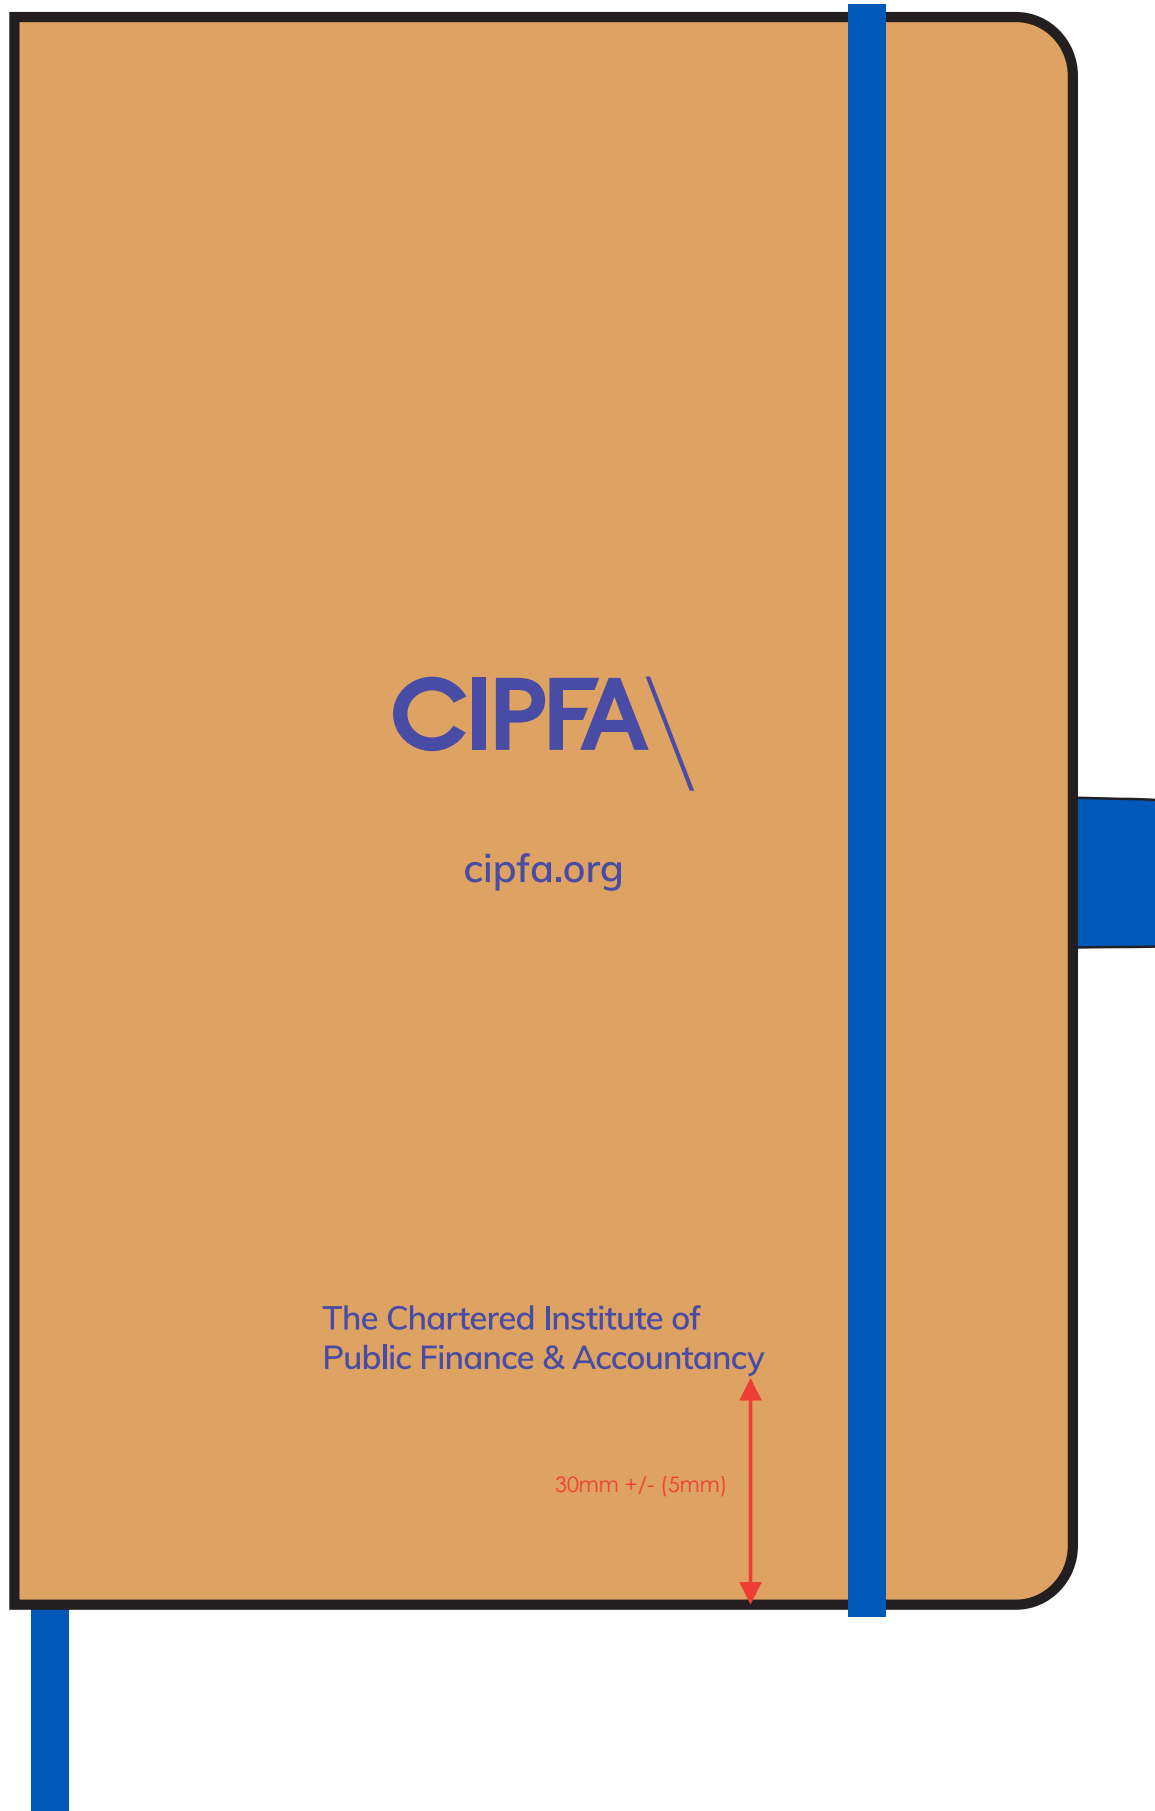 CIPFA\
cipfa.org
The Chartered Institute of
Public Finance & Accountancy
30mm +/- (5mm)